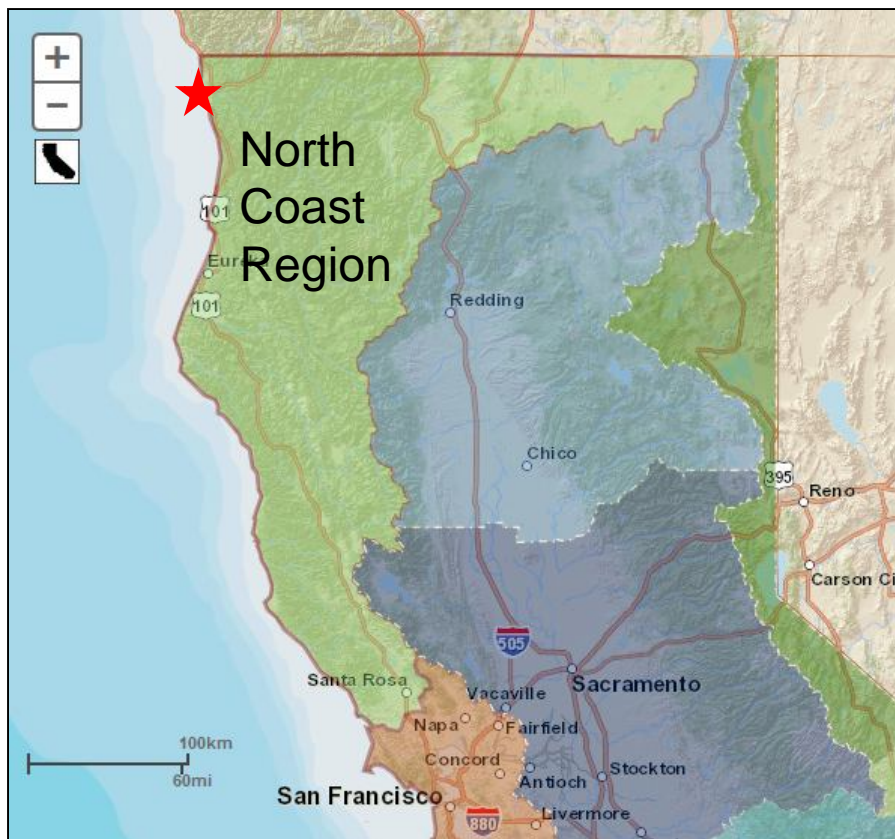 +
−
North
Coast
Region
101
Eureka
101
Redding
Chico
395
Reno
Carson Ci
505
Santa Rosa
Vacaville
Sacramento
Napa
Fairfield
100km
60mi
Concord
Antioch
Stockton
San Francisco
880
Livermore